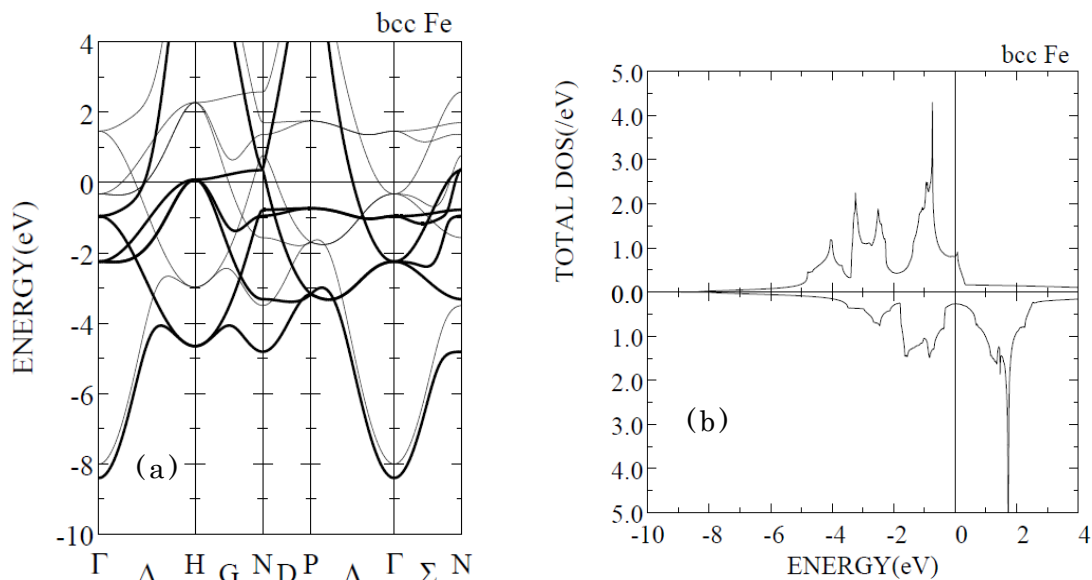 bcc Fe
4
2
0
-2
-4
-6
-8
-10
ENERGY(eV)
(a)
Γ Δ H G N D P Λ Γ Σ N
bcc Fe
5.0
4.0
3.0
2.0
1.0
0.0
1.0
2.0
3.0
4.0
5.0
TOTAL DOS(/eV)
(b)
-10 -8 -6 -4 -2 0 2 4
ENERGY(eV)